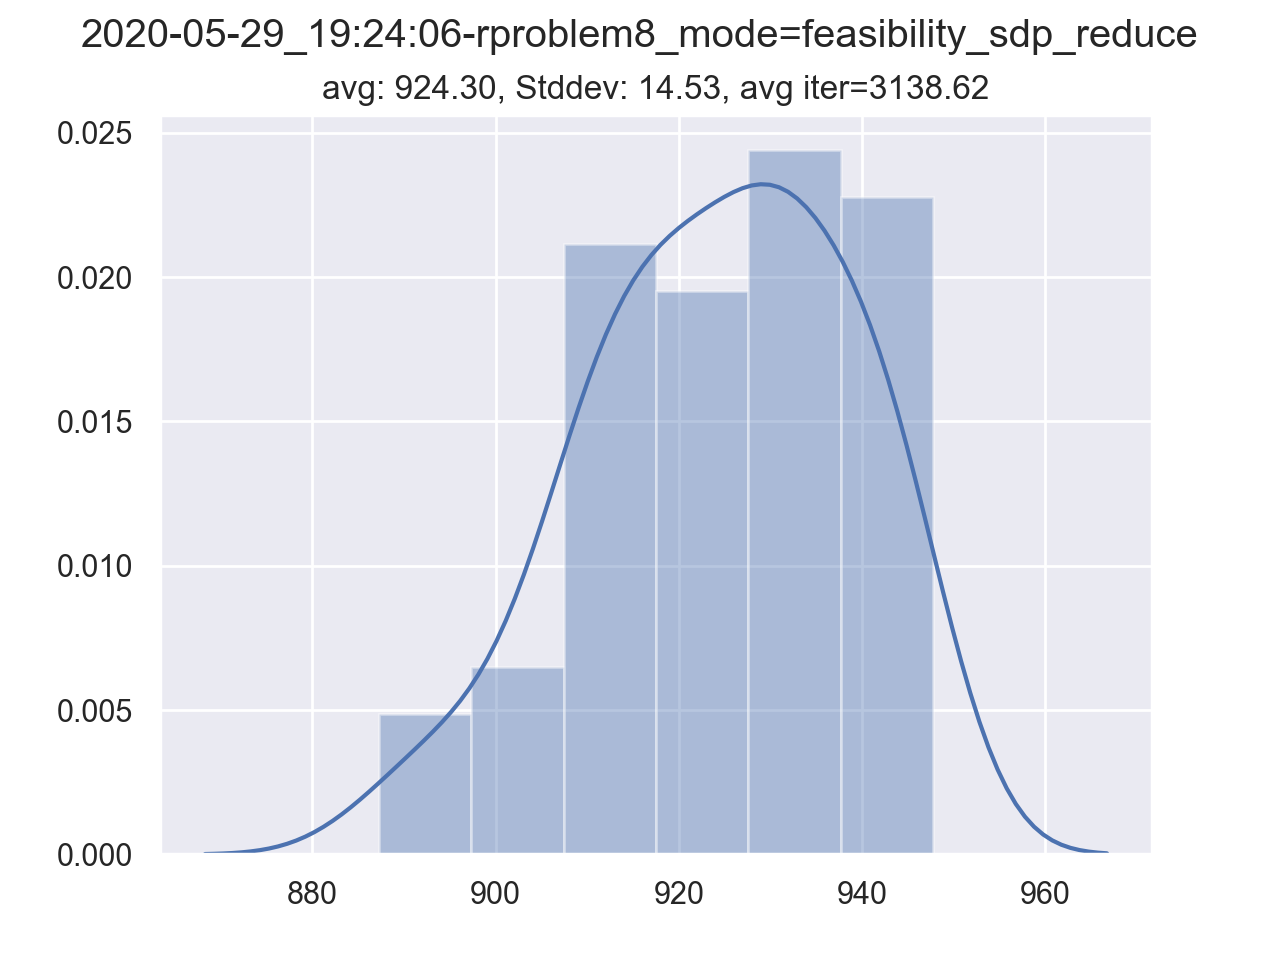 2020-05-29_19:24:06-rproblem8_mode=feasibility_sdp_reduce
avg: 924.30, Stddev: 14.53, avg iter=3138.62
0.025
0.020
0.015
0.010
0.005
0.000
880 900 920 940 960